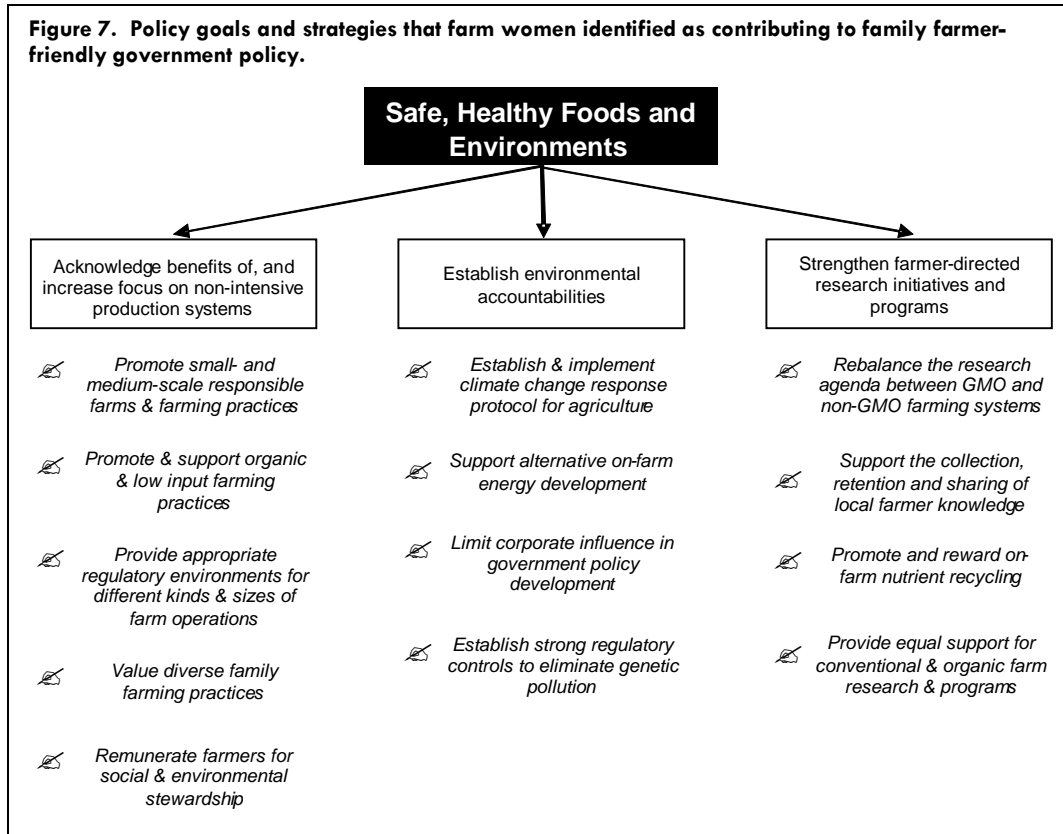 Figure 7. Policy goals and strategies that farm women identified as contributing to family farmer-
friendly government policy.
Safe, Healthy Foods and
Environments
Acknowledge benefits of, and
increase focus on non-intensive
production systems
Promote small- and
medium-scale responsible
farms & farming practices
Promote & support organic
& low input farming
practices
Provide appropriate
regulatory environments for
different kinds & sizes of
farm operations
Value diverse family
farming practices
Remunerate farmers for
social & environmental
stewardship
Establish environmental
accountabilities
Establish & implement
climate change response
protocol for agriculture
Support alternative on-farm
energy development
Limit corporate influence in
government policy
development
Establish strong regulatory
controls to eliminate genetic
pollution
Strengthen farmer-directed
research initiatives and
programs
Rebalance the research
agenda between GMO and
non-GMO farming systems
Support the collection,
retention and sharing of
local farmer knowledge
Promote and reward on-
farm nutrient recycling
Provide equal support for
conventional & organic farm
research & programs